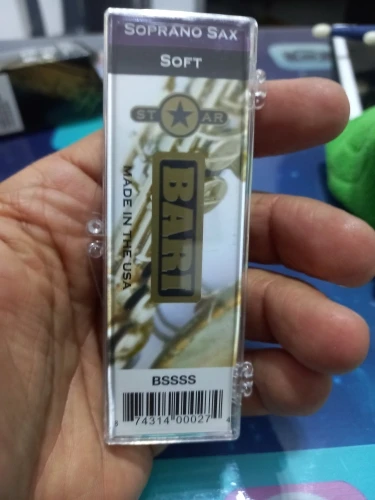 SOPRANO SAX
SOFT
ST AR
BARI
MADE IN THE USA
BSSSS
74314 00027